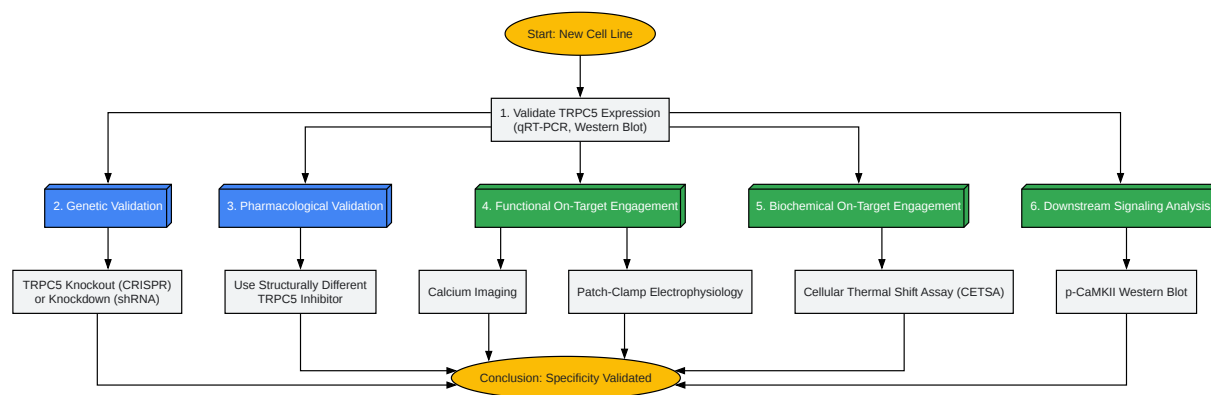 Start: New Cell Line
1. Validate TRPC5 Expression
(qRT-PCR, Western Blot)
2. Genetic Validation
3. Pharmacological Validation
4. Functional On-Target Engagement
5. Biochemical On-Target Engagement
6. Downstream Signaling Analysis
TRPC5 Knockout (CRISPR)
or Knockdown (shRNA)
Use Structurally Different
TRPC5 Inhibitor
Calcium Imaging
Patch-Clamp Electrophysiology
Cellular Thermal Shift Assay (CETSA)
p-CaMKII Western Blot
Conclusion: Specificity Validated